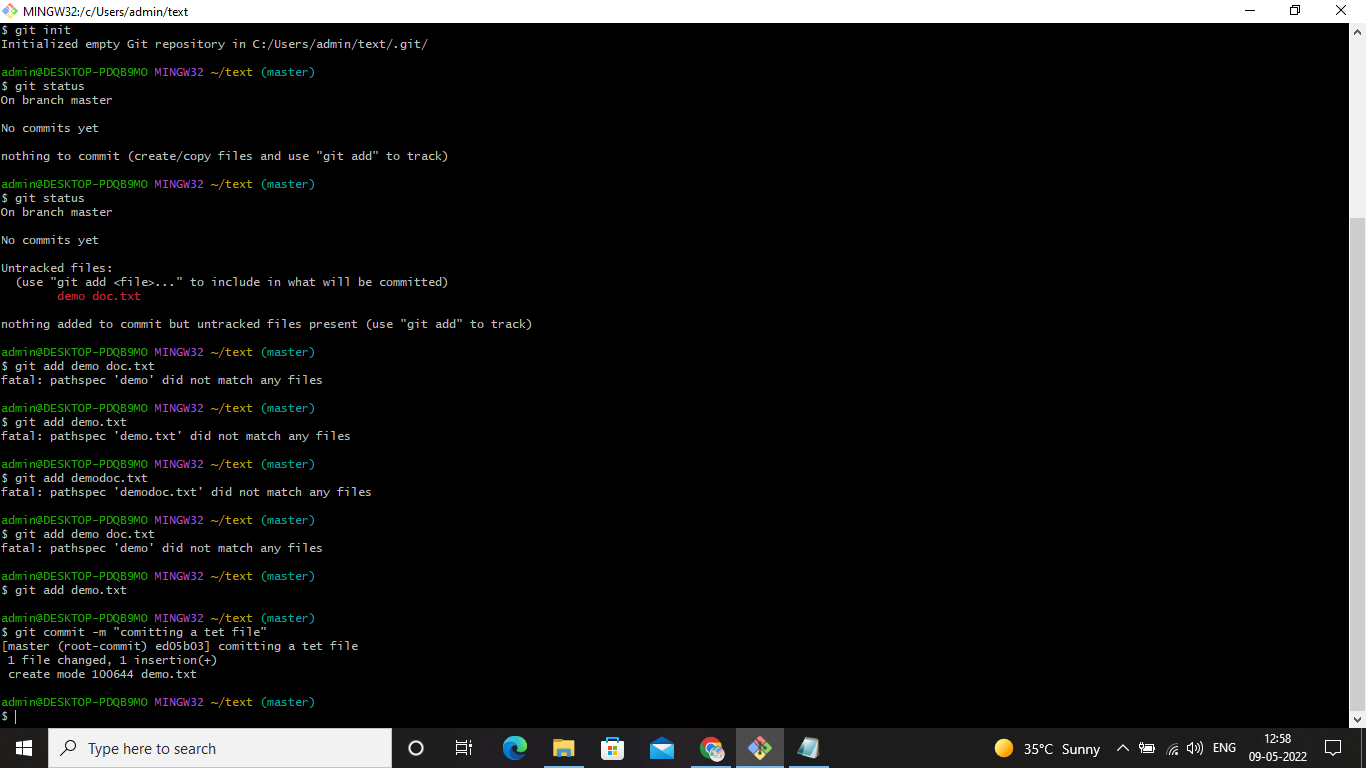 MINGW32:/c/Users/admin/text
$ git init
Initialized empty Git repository in C:/Users/admin/text/.git/
admin@DESKTOP-PDQB9MO MINGW32 ~/text (master)
$ git status
On branch master
No commits yet
nothing to commit (create/copy files and use "git add" to track)
admin@DESKTOP-PDQB9MO MINGW32 ~/text (master)
$ git status
On branch master
No commits yet
Untracked files:
(use "git add <file>..." to include in what will be committed)
demo doc.txt
nothing added to commit but untracked files present (use "git add" to track)
admin@DESKTOP-PDQB9MO MINGW32 ~/text (master)
$ git add demo doc.txt
fatal: pathspec 'demo' did not match any files
admin@DESKTOP-PDQB9MO MINGW32 ~/text (master)
$ git add demo.txt
fatal: pathspec 'demo.txt' did not match any files
admin@DESKTOP-PDQB9MO MINGW32 ~/text (master)
$ git add demodoc.txt
fatal: pathspec 'demodoc.txt' did not match any files
admin@DESKTOP-PDQB9MO MINGW32 ~/text (master)
$ git add demo doc.txt
fatal: pathspec 'demo' did not match any files
admin@DESKTOP-PDQB9MO MINGW32 ~/text (master)
$ git add demo.txt
admin@DESKTOP-PDQB9MO MINGW32 ~/text (master)
$ git commit -m "comitting a tet file"
[master (root-commit) ed05b03] comitting a tet file
1 file changed, 1 insertion(+)
create mode 100644 demo.txt
admin@DESKTOP-PDQB9MO MINGW32 ~/text (master)
$
Type here to search
35°C Sunny
ENG
12:58
09-05-2022